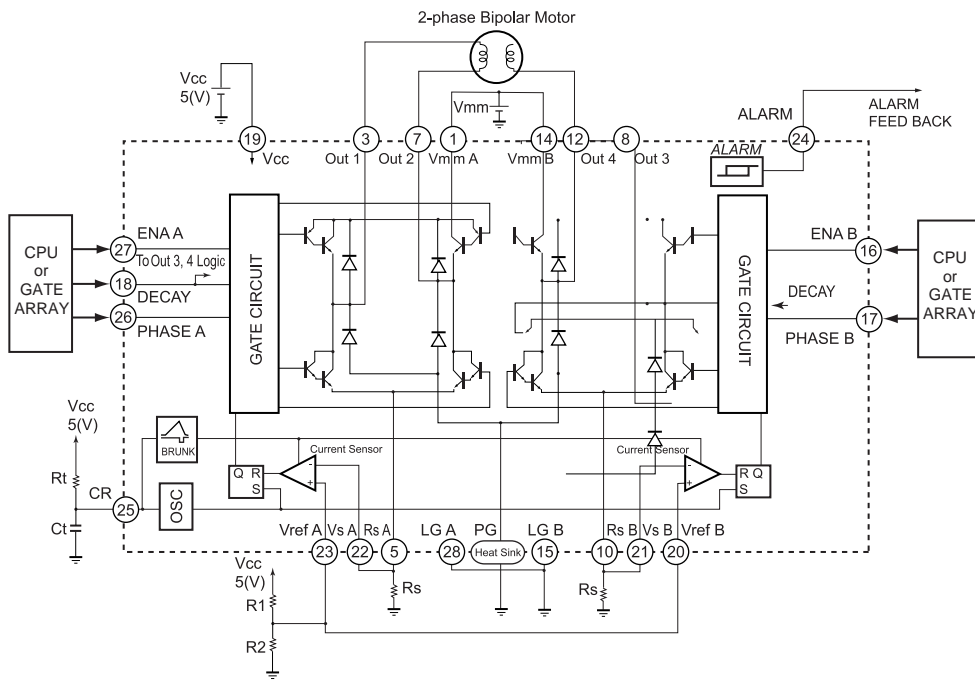 2-phase Bipolar Motor
Vcc
5(V)
Vmm
ALARM
ALARM
FEED BACK
19
3
7
1
14
12
8
24
Vcc
Out 1
Out 2
Vmm A
Vmm B
Out 4
Out 3
ALARM
CPU
or
GATE
ARRAY
27
ENA A
To Out 3, 4 Logic
18
DECAY
26
PHASE A
GATE CIRCUIT
GATE CIRCUIT
ENA B
16
DECAY
17
PHASE B
CPU
or
GATE
ARRAY
Vcc
5(V)
Rt
CR
25
Ct
BRUNK
OSC
Q
R
S
Current Sensor
-
+
Current Sensor
-
+
R
Q
S
Vref A
Vs A
Rs A
LG A
PG
LG B
Rs B
Vs B
Vref B
23
22
5
28
Heat Sink
15
10
21
20
Vcc
5(V)
R1
R2
Rs
Rs